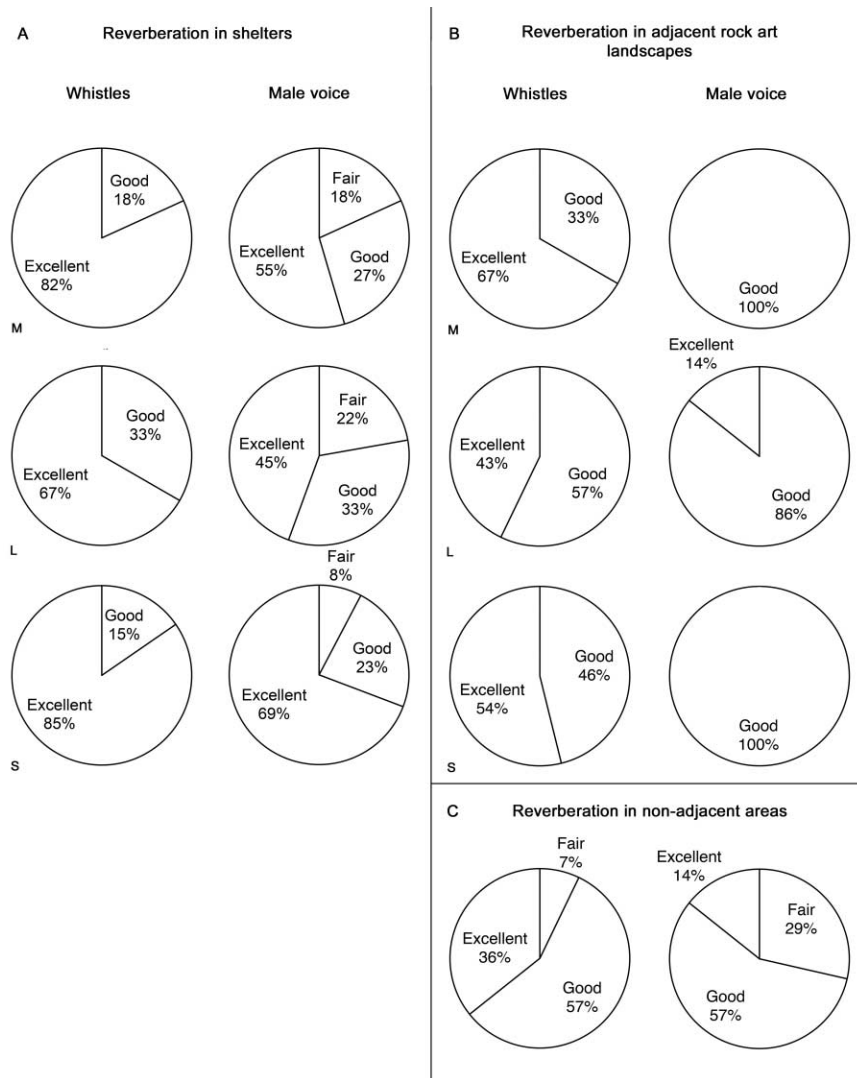 A
Reverberation in shelters
Whistles
Male voice
Good
18%
Excellent
82%
Fair
18%
Excellent
55%
Good
27%
M
Good
33%
Excellent
67%
Fair
22%
Excellent
45%
Good
33%
L
Good
15%
Excellent
85%
Fair
8%
Good
23%
Excellent
69%
S
B
Reverberation in adjacent rock art
landscapes
Whistles
Male voice
Good
33%
Excellent
67%
Good
100%
M
Excellent
43%
Good
57%
Excellent
14%
Good
86%
L
Good
46%
Excellent
54%
Good
100%
S
C
Reverberation in non-adjacent areas
Fair
7%
Excellent
36%
Good
57%
Excellent
14%
Fair
29%
Good
57%